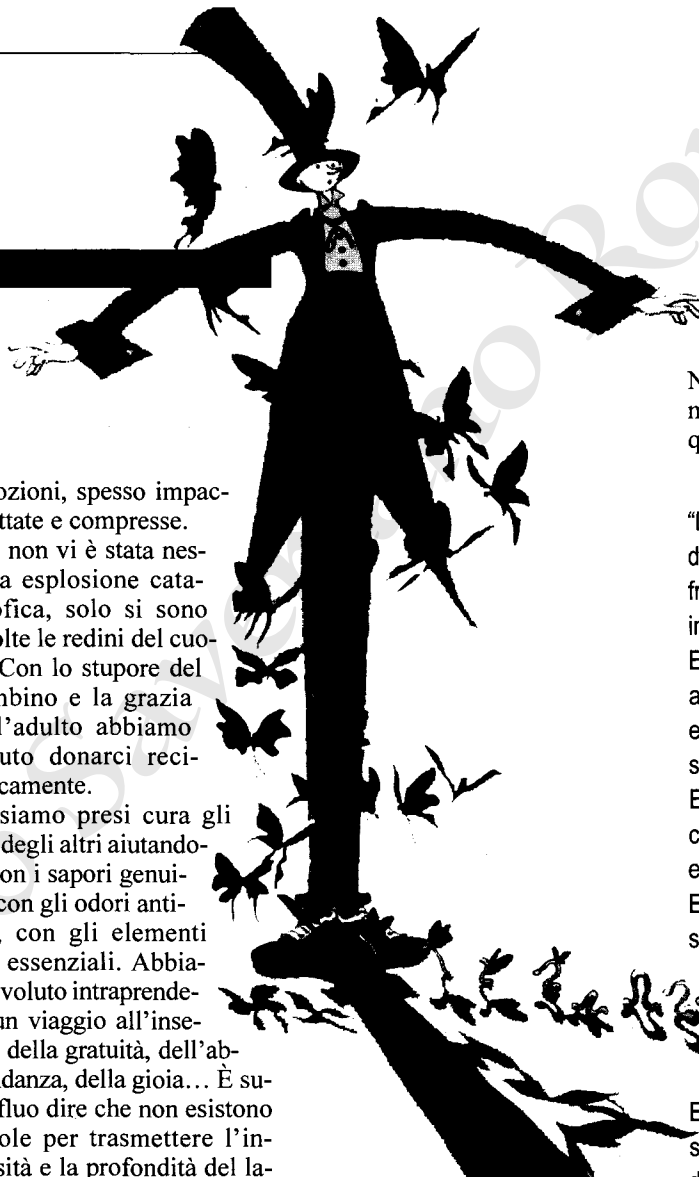 ozioni, spesso impac-
ttate e compresse.
non vi è stata nes-
a esplosione cata-
ofica, solo si sono
olte le redini del cuo-
Con lo stupore del
mbino e la grazia
l'adulto abbiamo
uto donarci reci-
camente.
siamo presi cura gli
degli altri aiutando-
on i sapori genui-
con gli odori anti-
, con gli elementi
essenziali. Abbia-
voluto intraprende-
un viaggio all'inse-
della gratuità, dell'ab-
danza, della gioia… È su-
fluo dire che non esistono
ole per trasmettere l'in-
sità e la profondità del la-
N
m
q
d
fr
in
E
a
e
s
E
c
e
E
s
E
s